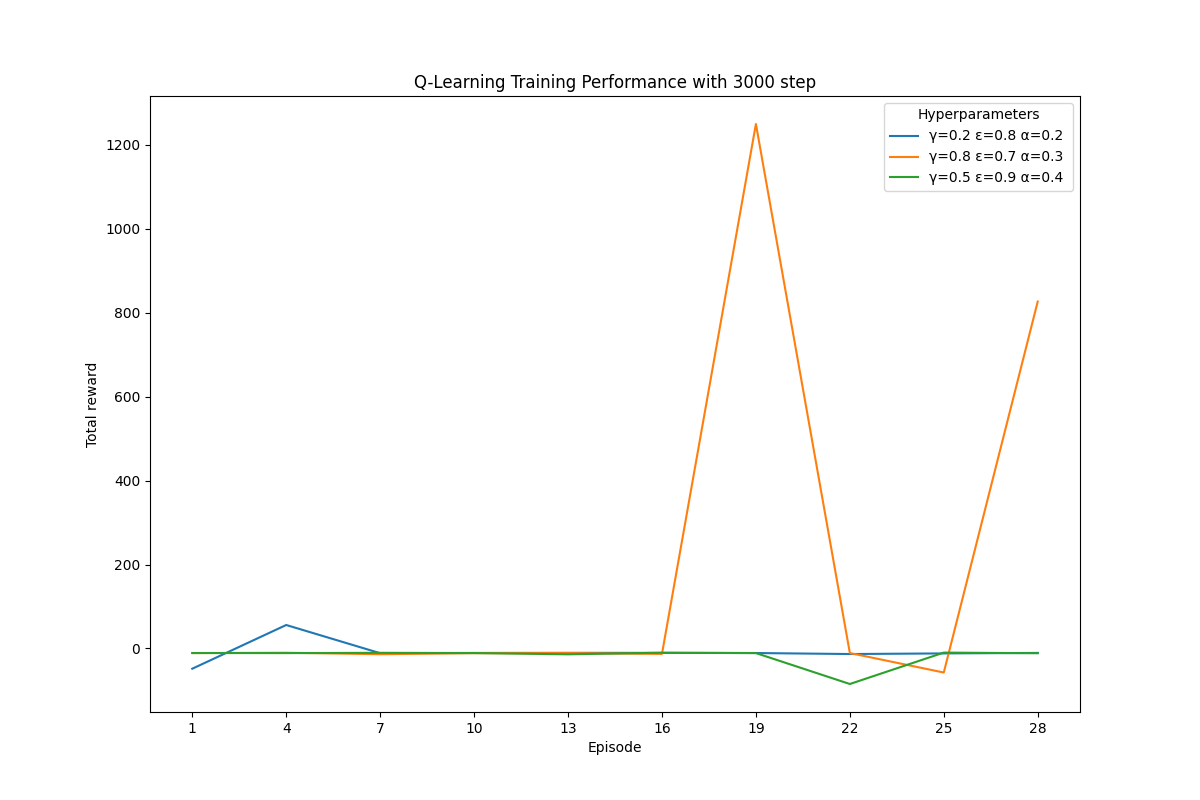 Q-Learning Training Performance with 3000 step
Hyperparameters
γ=0.2 ε=0.8 α=0.2
γ=0.8 ε=0.7 α=0.3
γ=0.5 ε=0.9 α=0.4
Total reward
1200
1000
800
600
400
200
0
1 4 7 10 13 16 19 22 25 28
Episode